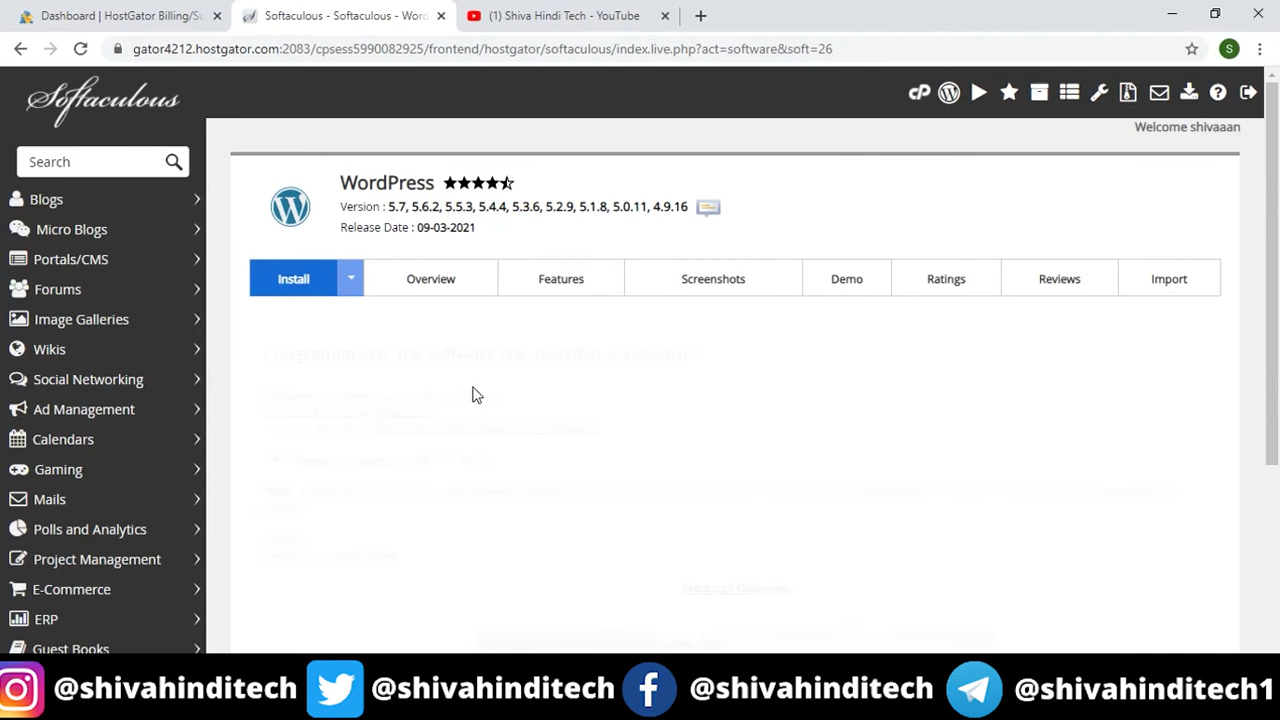 Dashboard | HostGator Billing/Su
Softaculous - Softaculous - Word
(1) Shiva Hindi Tech - YouTube
gator4212.hostgator.com:2083/cpsess5990082925/frontend/hostgator/softaculous/index.live.php?act=software&soft=26
S
Softaculous
cP
Welcome shivaaan
Search
Blogs
Micro Blogs
Portals/CMS
Forums
Image Galleries
Wikis
Social Networking
Ad Management
Calendars
Gaming
Mails
Polls and Analytics
Project Management
E-Commerce
ERP
Guest Books
WordPress
Version : 5.7, 5.6.2, 5.5.3, 5.4.4, 5.3.6, 5.2.9, 5.1.8, 5.0.11, 4.9.16
Release Date : 09-03-2021
Install
Overview
Features
Screenshots
Demo
Ratings
Reviews
Import
@shivahinditech
@shivahinditech
@shivahinditech
@shivahinditech1